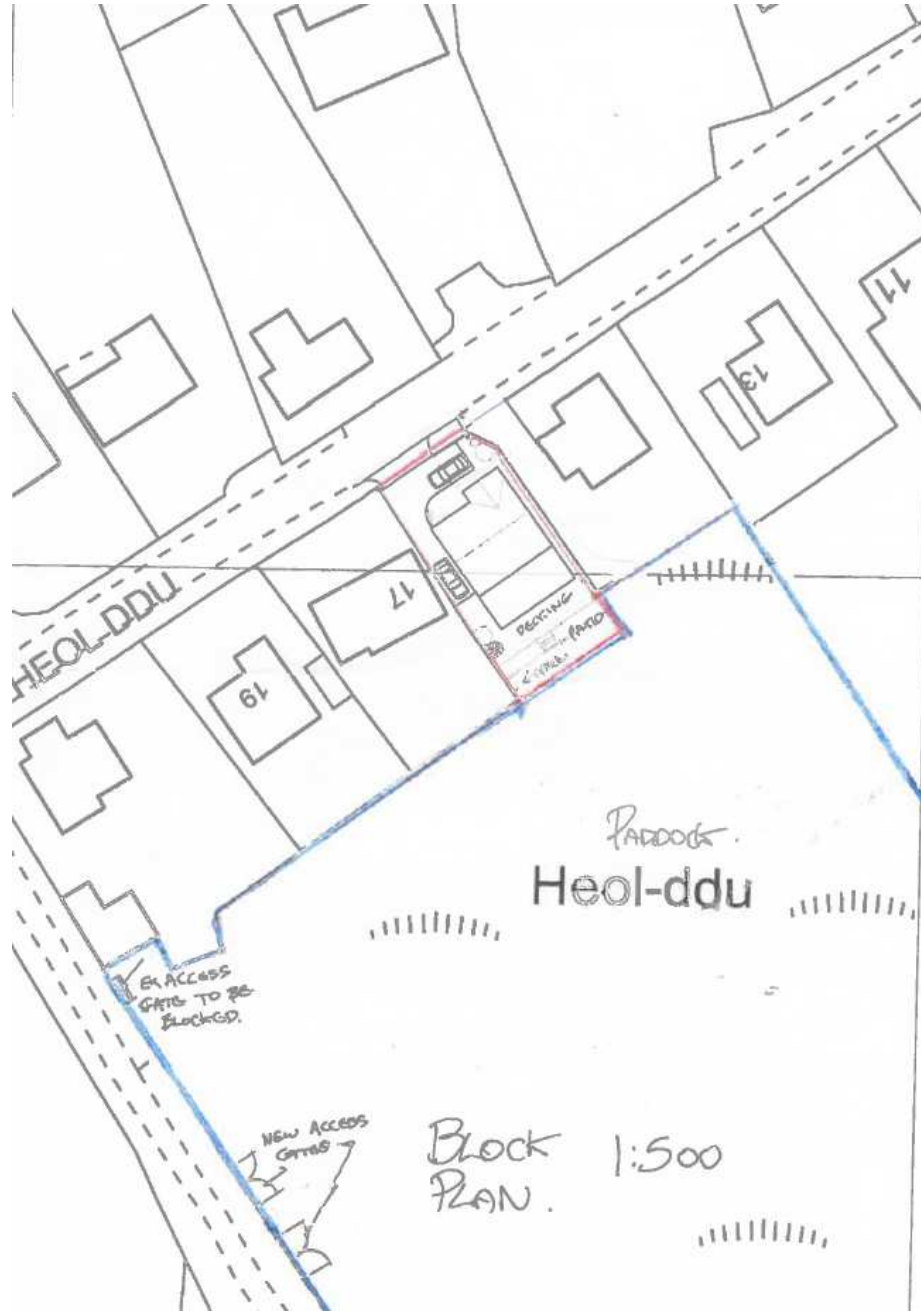 11
13
HEOL-DDU
17
19
DECKING
PATIO
PADDOCK.
Heol-ddu
EX ACCESS
GATE TO BE
BLOCKED.
NEW ACCESS
GATES
BLOCK 1:500
PLAN.